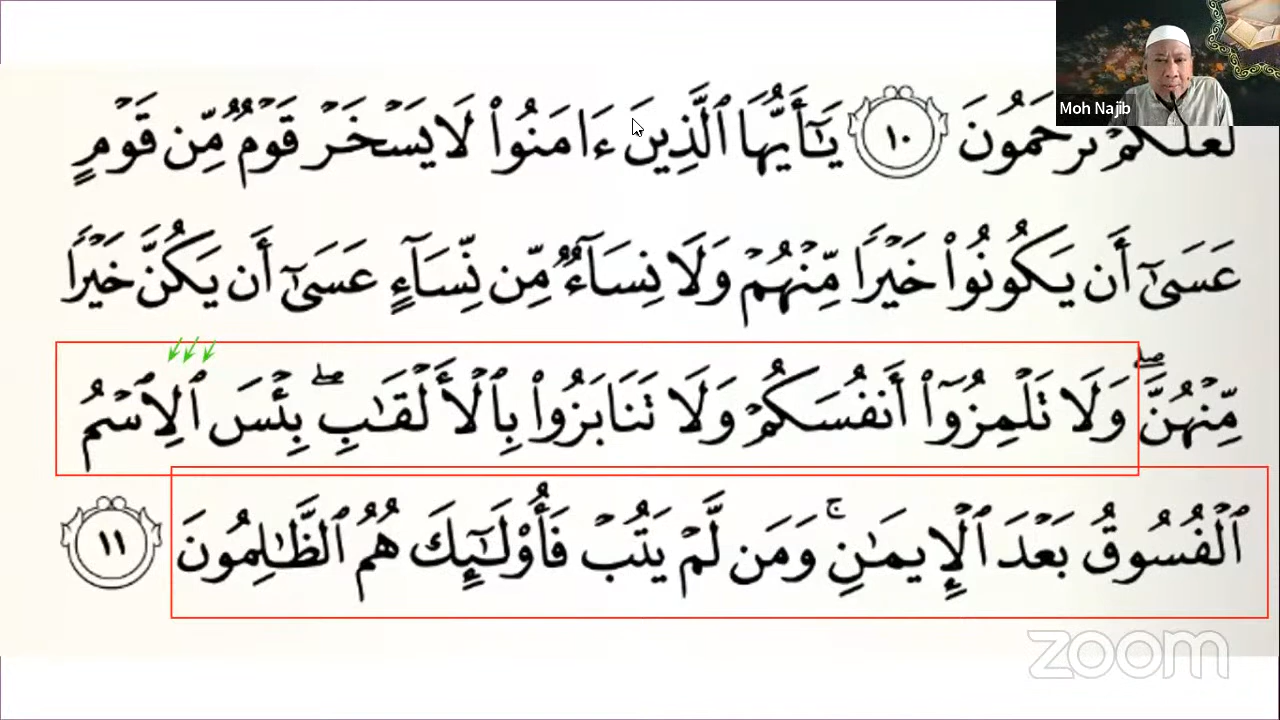 Moh Najib
لَعَلَّكُمْ تُرْحَمُونَ ١٠ يَـٰٓأَيُّهَا ٱلَّذِينَ ءَامَنُوا۟ لَا يَسْخَرْ قَوْمٌ مِّن قَوْمٍ
عَسَىٰٓ أَن يَكُونُوا۟ خَيْرًا مِّنْهُمْ وَلَا نِسَآءٌ مِّن نِّسَآءٍ عَسَىٰٓ أَن يَكُنَّ خَيْرًا
مِّنْهُنَّ ۖ وَلَا تَلْمِزُوٓا۟ أَنفُسَكُمْ وَلَا تَنَابَزُوا۟ بِٱلْأَلْقَـٰبِ ۖ بِئْسَ ٱلِٱسْمُ
ٱلْفُسُوقُ بَعْدَ ٱلْإِيمَـٰنِ ۚ وَمَن لَّمْ يَتُبْ فَأُو۟لَـٰٓئِكَ هُمُ ٱلظَّـٰلِمُونَ ١١
zoom